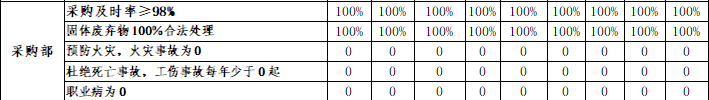 采购部
采购及时率≥98% 100% 100% 100% 100% 100% 100% 100% 100% 100%
固体废弃物100%合法处理 100% 100% 100% 100% 100% 100% 100% 100% 100%
预防火灾，火灾事故为0 0 0 0 0 0 0 0 0 0
杜绝死亡事故，工伤事故每年少于0起 0 0 0 0 0 0 0 0 0
职业病为0 0 0 0 0 0 0 0 0 0